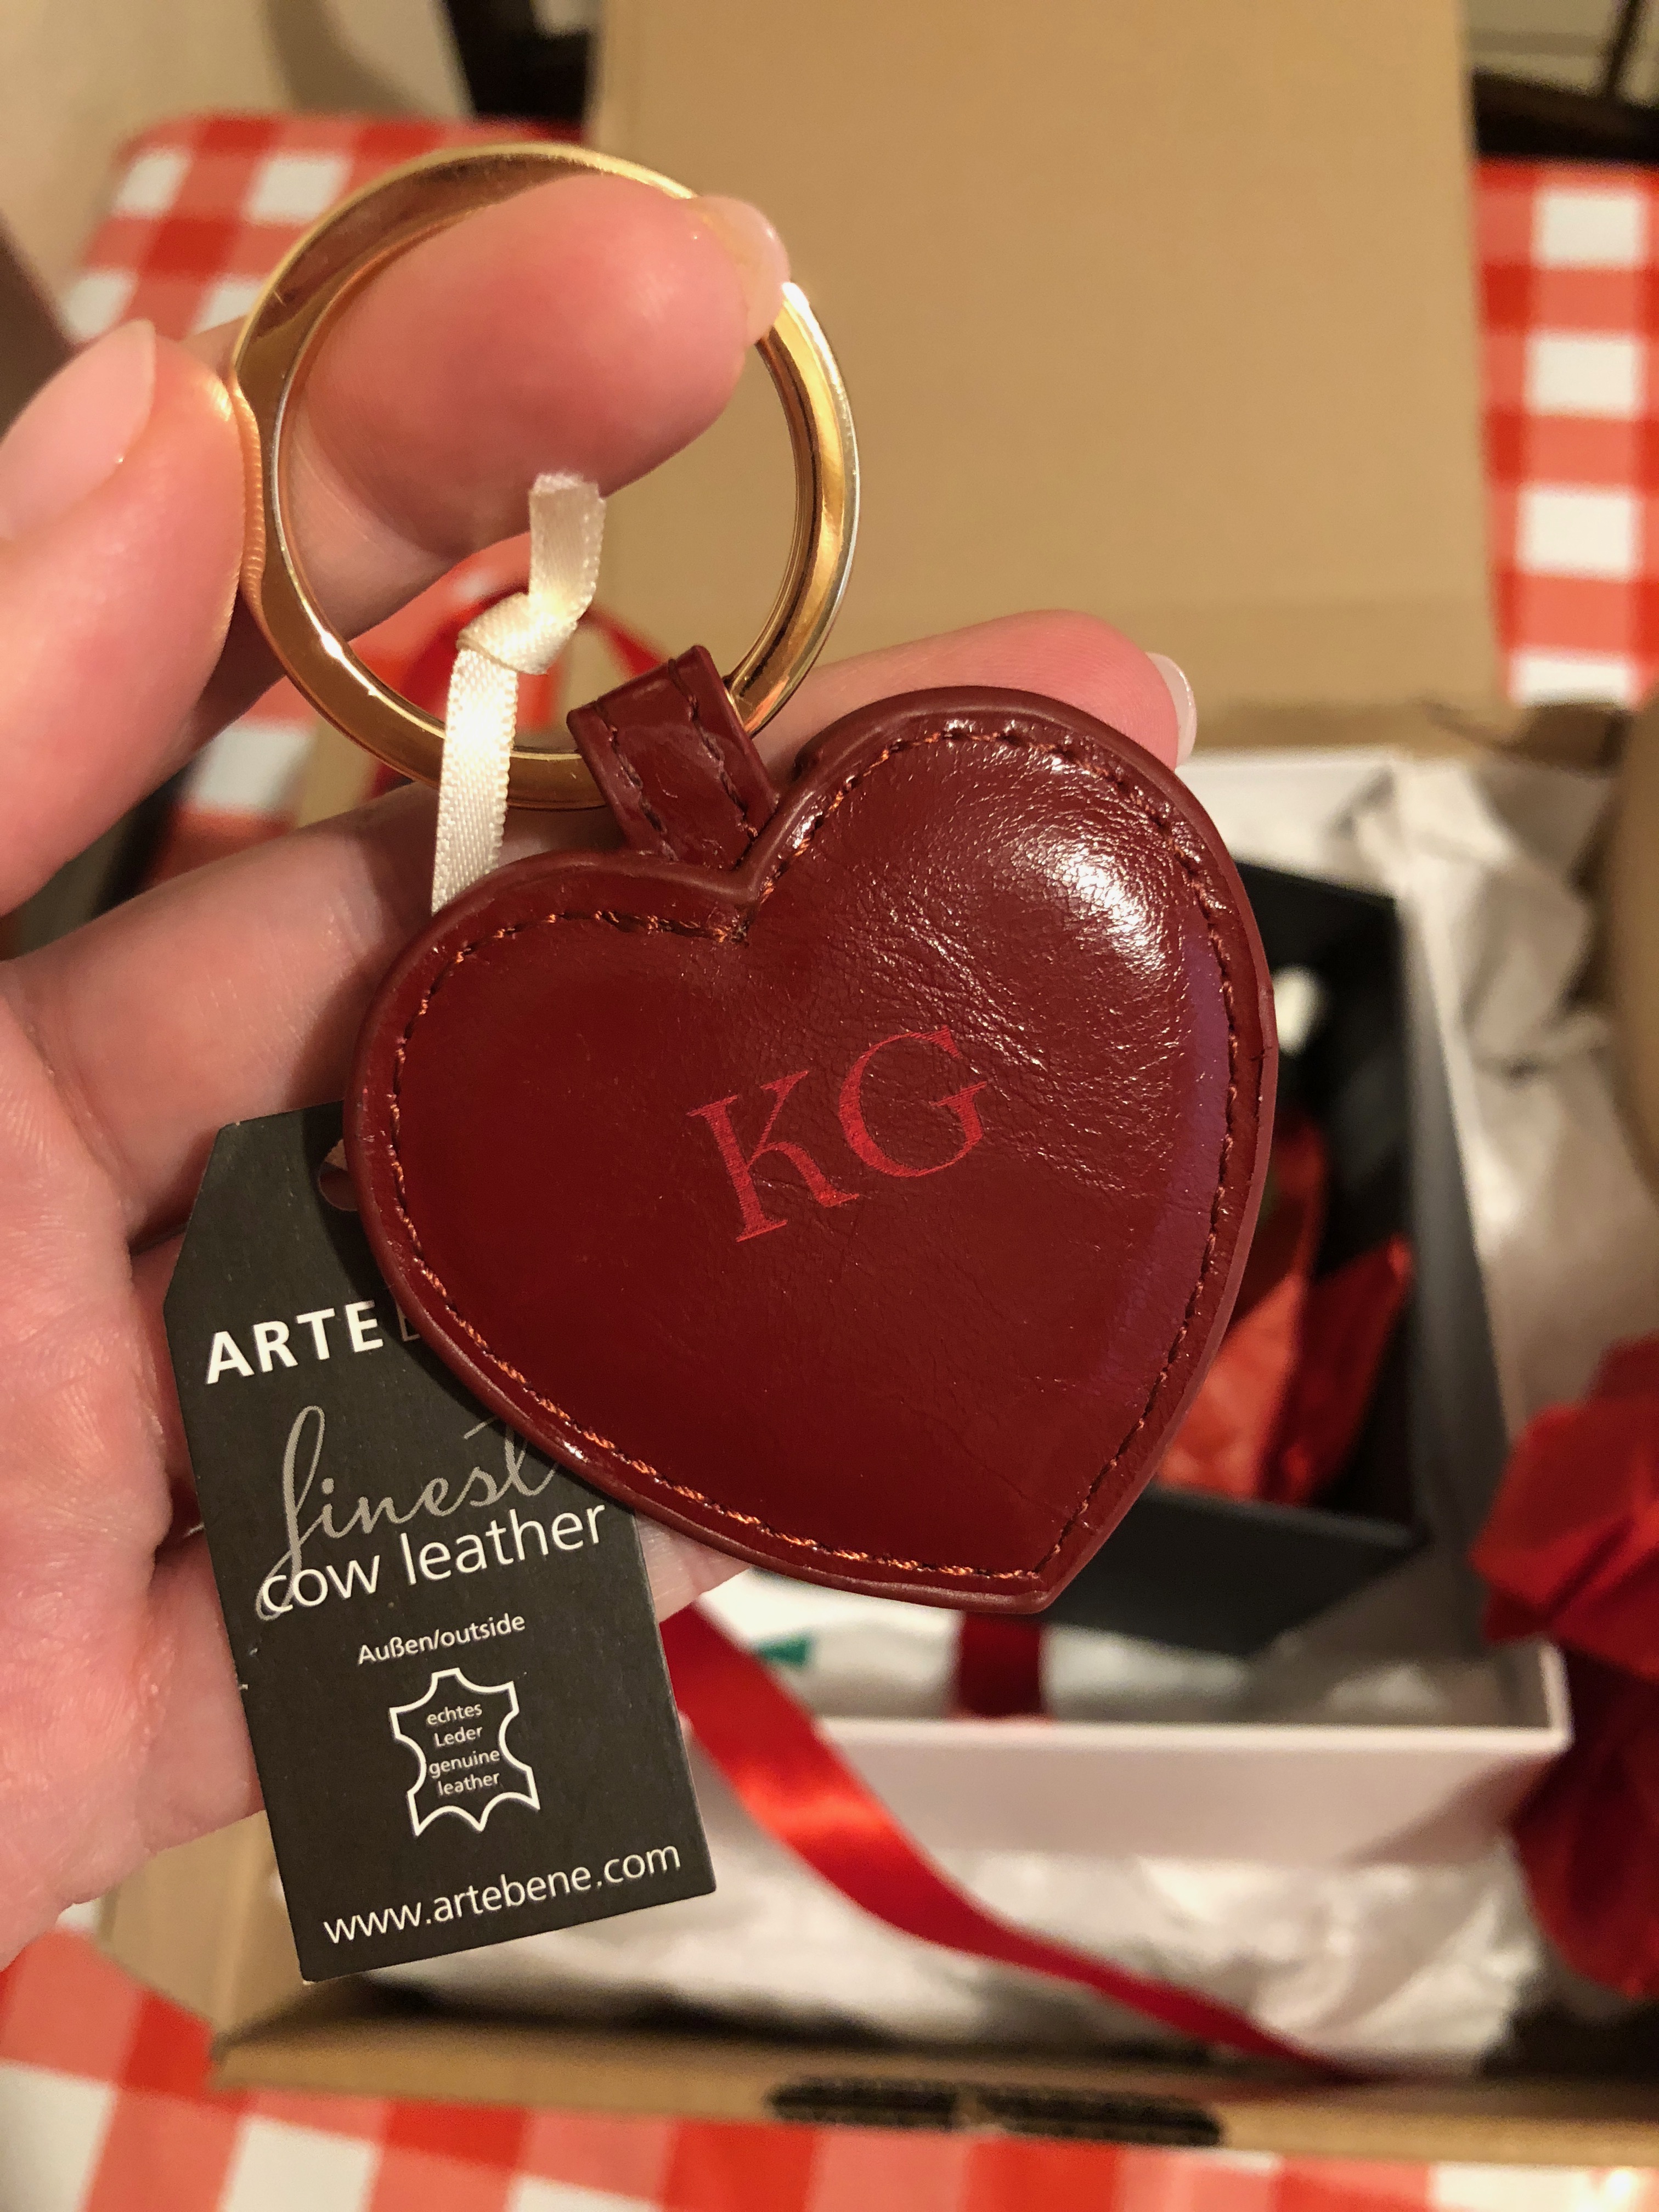 KG
ARTE
finest
cow leather
Außen/outside
echtes
Leder
genuine
leather
www.artebene.com